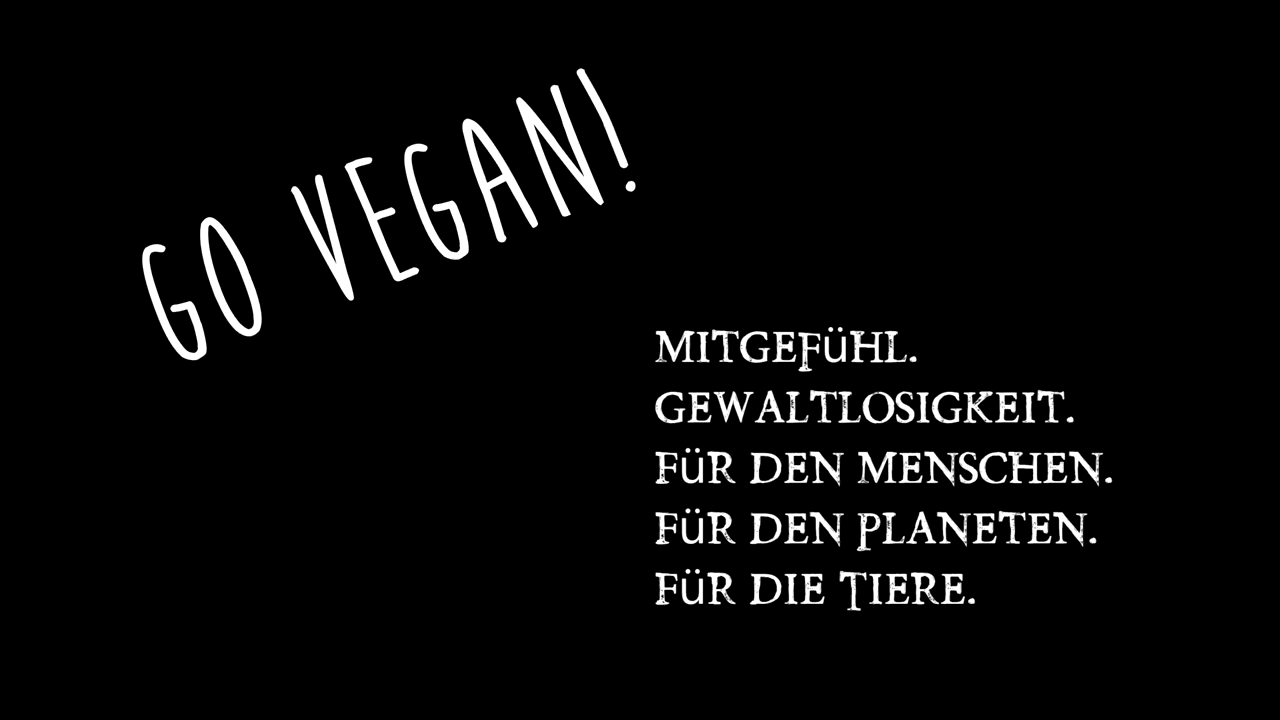 GO VEGAN!
MITGEFÜHL.
GEWALTLOSIGKEIT.
FÜR DEN MENSCHEN.
FÜR DEN PLANETEN.
FÜR DIE TIERE.